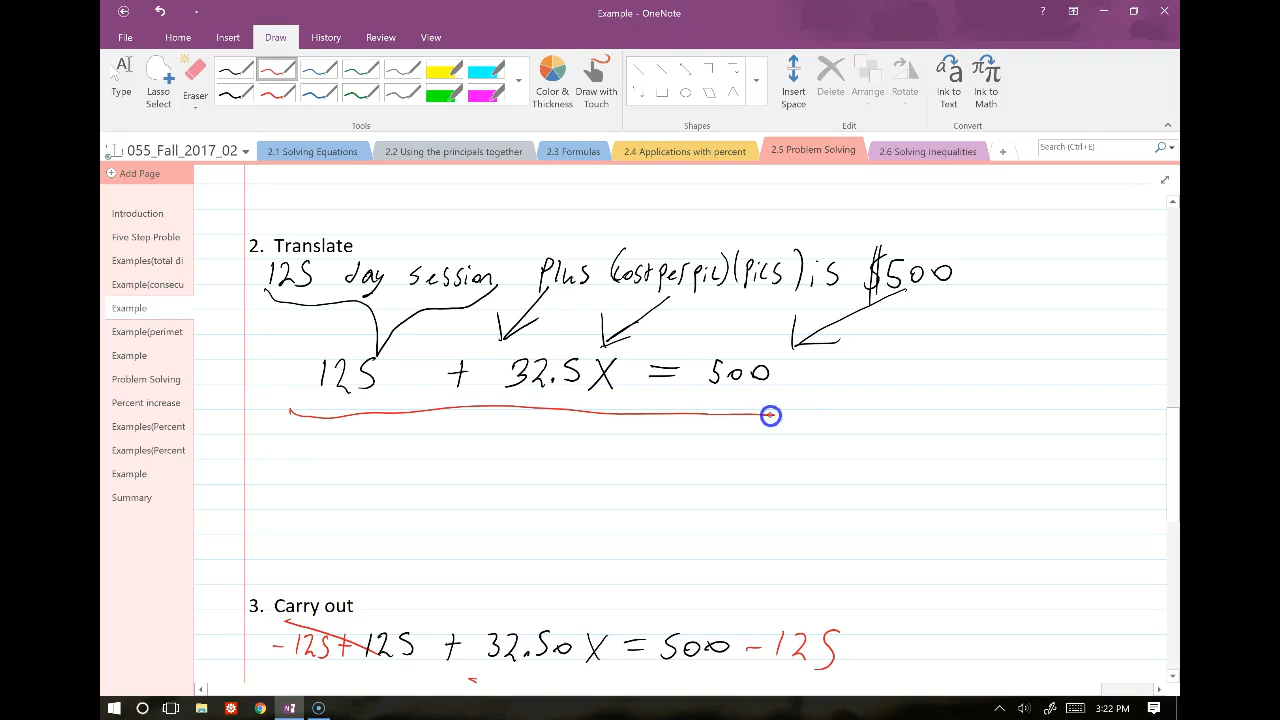 Example - OneNote
?
File Home Insert Draw History Review View
Type Lasso Select Eraser Color & Thickness Draw with Touch Insert Space Delete Arrange Rotate Ink to Text Ink to Math
Tools Shapes Edit Convert
055_Fall_2017_02 2.1 Solving Equations 2.2 Using the principals together 2.3 Formulas 2.4 Applications with percent 2.5 Problem Solving 2.6 Solving inequalities + Search (Ctrl+E)
Add Page
Introduction
Five Step Proble
Examples(total di
Example(consecu
Example
Example(perimet
Example
Problem Solving
Percent increase
Examples(Percent
Examples(Percent
Example
Summary
2. Translate
125 day session plus (cost per pic)(pics) is $500
125 + 32.5X = 500
3. Carry out
-125+125 + 32.50X = 500 -125
3:22 PM